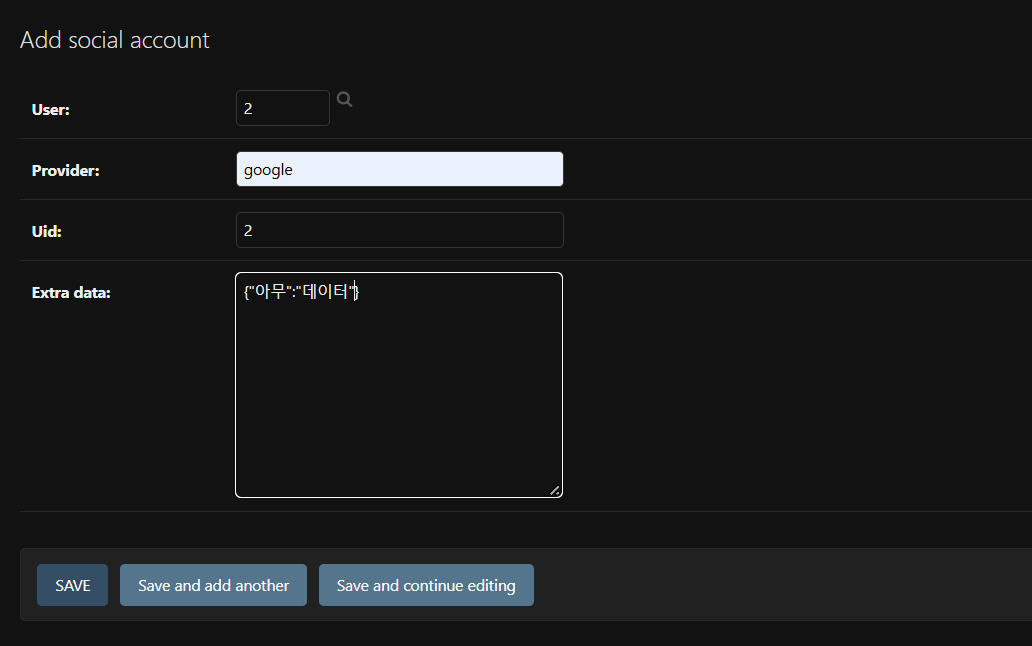 Add social account
User:
2
Provider:
google
Uid:
2
Extra data:
{"아무":"데이터"}
SAVE
Save and add another
Save and continue editing